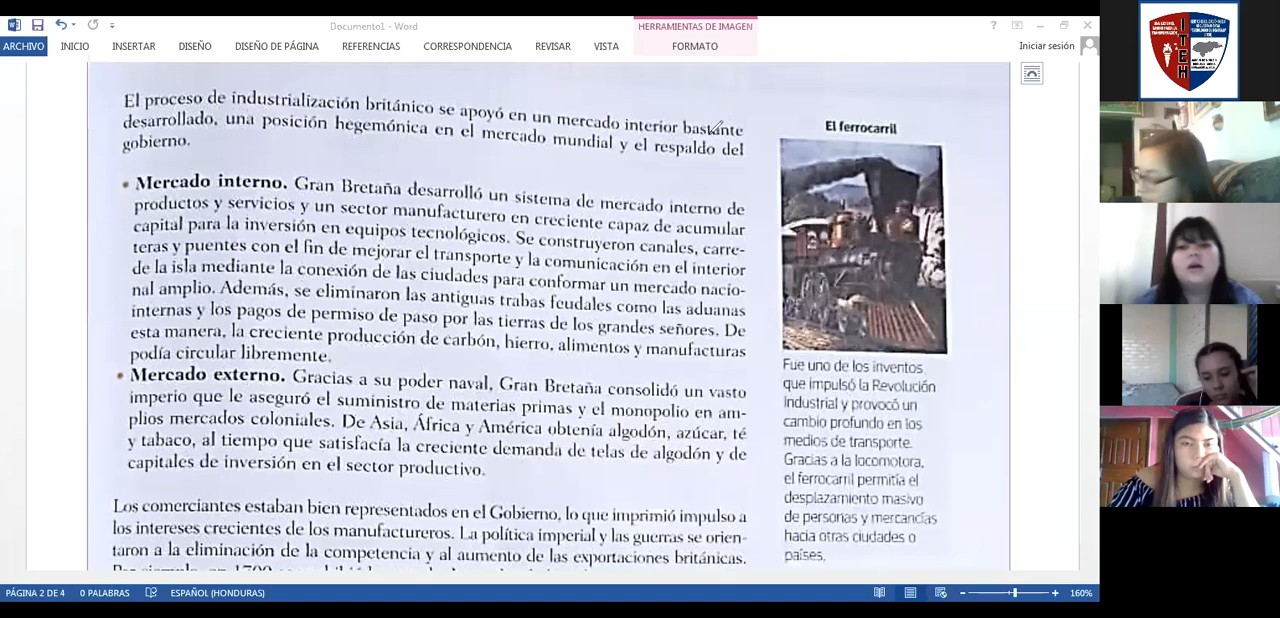 Documento1 - Word
HERRAMIENTAS DE IMAGEN
ARCHIVO INICIO INSERTAR DISEÑO DISEÑO DE PÁGINA REFERENCIAS CORRESPONDENCIA REVISAR VISTA FORMATO Iniciar sesión
El proceso de industrialización británico se apoyó en un mercado interior bastante
desarrollado, una posición hegemónica en el mercado mundial y el respaldo del
gobierno.
• Mercado interno. Gran Bretaña desarrolló un sistema de mercado interno de
productos y servicios y un sector manufacturero en creciente capaz de acumular
capital para la inversión en equipos tecnológicos. Se construyeron canales, carre-
teras y puentes con el fin de mejorar el transporte y la comunicación en el interior
de la isla mediante la conexión de las ciudades para conformar un mercado nacio-
nal amplio. Además, se eliminaron las antiguas trabas feudales como las aduanas
internas y los pagos de permiso de paso por las tierras de los grandes señores. De
esta manera, la creciente producción de carbón, hierro, alimentos y manufacturas
podía circular libremente.
• Mercado externo. Gracias a su poder naval, Gran Bretaña consolidó un vasto
imperio que le aseguró el suministro de materias primas y el monopolio en am-
plios mercados coloniales. De Asia, África y América obtenía algodón, azúcar, té
y tabaco, al tiempo que satisfacía la creciente demanda de telas de algodón y de
capitales de inversión en el sector productivo.
Los comerciantes estaban bien representados en el Gobierno, lo que imprimió impulso a
los intereses crecientes de los manufactureros. La política imperial y las guerras se orien-
taron a la eliminación de la competencia y al aumento de las exportaciones británicas.
El ferrocarril
Fue uno de los inventos
que impulsó la Revolución
Industrial y provocó un
cambio profundo en los
medios de transporte.
Gracias a la locomotora,
el ferrocarril permitía el
desplazamiento masivo
de personas y mercancías
hacia otras ciudades o
países.
PÁGINA 2 DE 4 0 PALABRAS ESPAÑOL (HONDURAS) 160%
ITEH